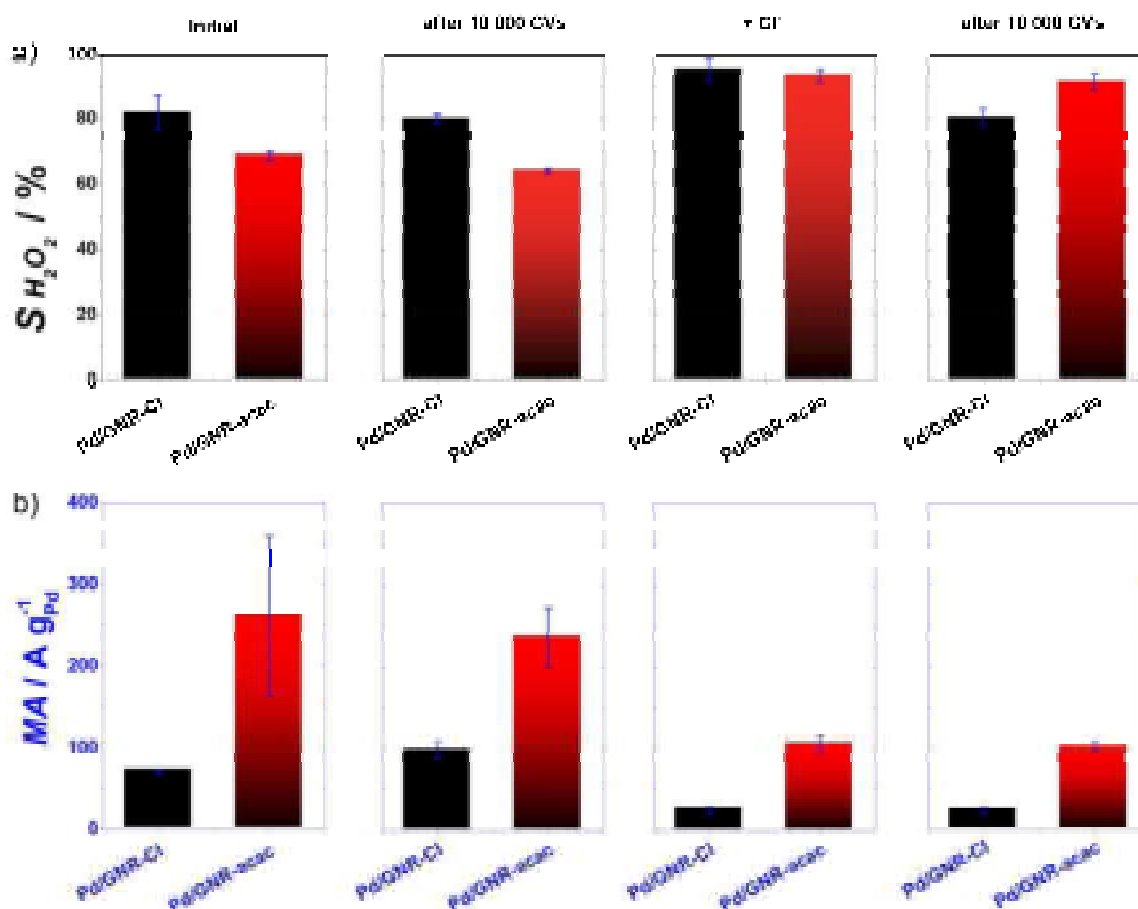 Initial after 10 000 CVs + Cl⁻ after 10 000 CVs
a)
S H₂O₂ / %
100
80
60
40
20
0
Pd/GNR-Cl Pd/GNR-acac Pd/GNR-Cl Pd/GNR-acac Pd/GNR-Cl Pd/GNR-acac Pd/GNR-Cl Pd/GNR-acac
b)
MA / A g⁻¹Pd
400
300
200
100
0
Pd/GNR-Cl Pd/GNR-acac Pd/GNR-Cl Pd/GNR-acac Pd/GNR-Cl Pd/GNR-acac Pd/GNR-Cl Pd/GNR-acac